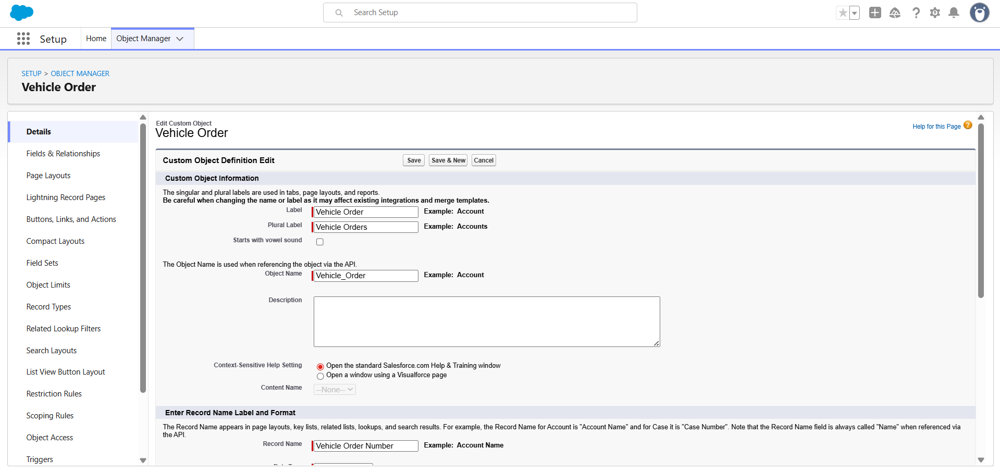 Search Setup
Setup
Home
Object Manager
SETUP > OBJECT MANAGER
Vehicle Order
Details
Fields & Relationships
Page Layouts
Lightning Record Pages
Buttons, Links, and Actions
Compact Layouts
Field Sets
Object Limits
Record Types
Related Lookup Filters
Search Layouts
List View Button Layout
Restriction Rules
Scoping Rules
Object Access
Triggers
Edit Custom Object
Vehicle Order
Help for this Page ?
Custom Object Definition Edit
Save
Save & New
Cancel
Custom Object Information
The singular and plural labels are used in tabs, page layouts, and reports.
Be careful when changing the name or label as it may affect existing integrations and merge templates.
Label Vehicle Order Example: Account
Plural Label Vehicle Orders Example: Accounts
Starts with vowel sound
The Object Name is used when referencing the object via the API.
Object Name Vehicle_Order Example: Account
Description
Context-Sensitive Help Setting Open the standard Salesforce.com Help & Training window
Open a window using a Visualforce page
Content Name --None--
Enter Record Name Label and Format
The Record Name appears in page layouts, key lists, related lists, lookups, and search results. For example, the Record Name for Account is "Account Name" and for Case it is "Case Number". Note that the Record Name field is always called "Name" when referenced via
the API.
Record Name Vehicle Order Number Example: Account Name